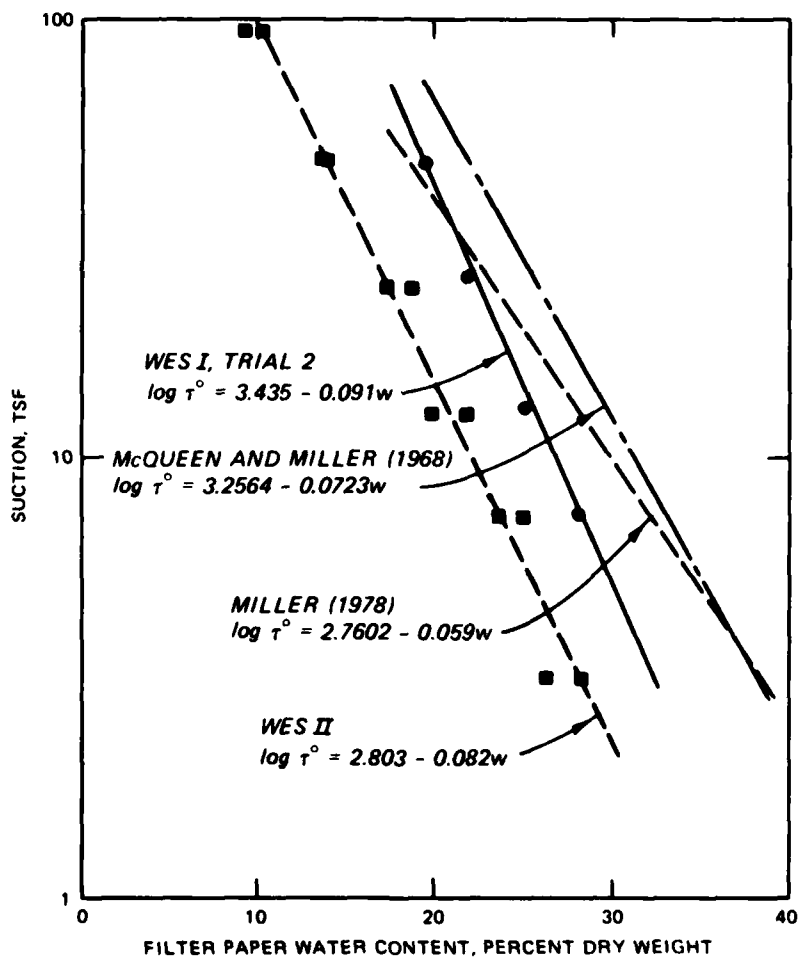 100
10
1
SUCTION, TSF
WES I, TRIAL 2
log τ° = 3.435 - 0.091w
McQUEEN AND MILLER (1968)
log τ° = 3.2564 - 0.0723w
MILLER (1978)
log τ° = 2.7602 - 0.059w
WES II
log τ° = 2.803 - 0.082w
0 10 20 30 40
FILTER PAPER WATER CONTENT, PERCENT DRY WEIGHT